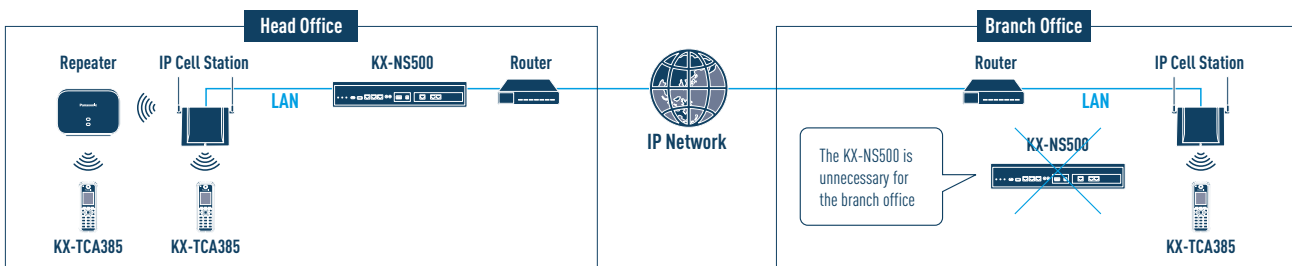 Head Office
Branch Office
Repeater
IP Cell Station
KX-NS500
Router
LAN
Panasonic
KX-TCA385
KX-TCA385
IP Network
Router
LAN
IP Cell Station
KX-NS500
The KX-NS500 is
unnecessary for
the branch office
KX-TCA385